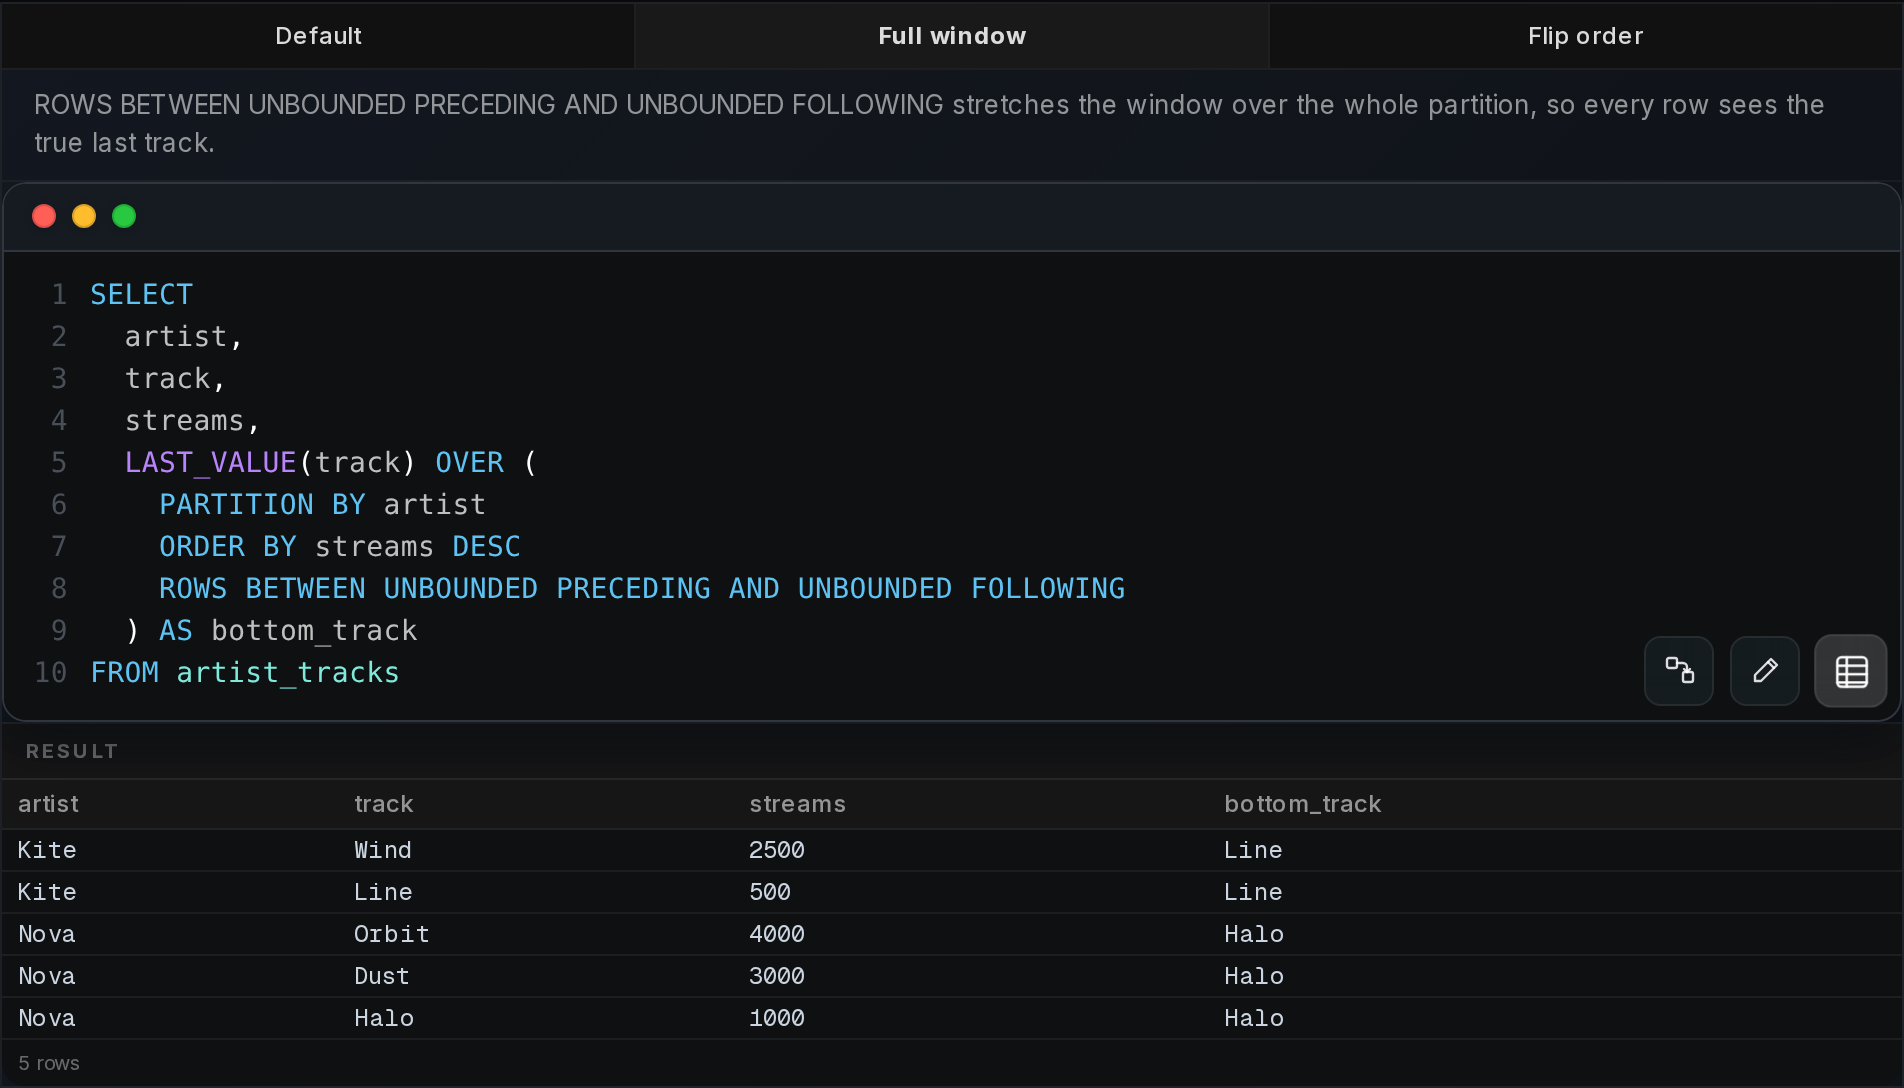 Default Full window Flip order
ROWS BETWEEN UNBOUNDED PRECEDING AND UNBOUNDED FOLLOWING stretches the window over the whole partition, so every row sees the
true last track.
1 SELECT
2   artist,
3   track,
4   streams,
5   LAST_VALUE(track) OVER (
6     PARTITION BY artist
7     ORDER BY streams DESC
8     ROWS BETWEEN UNBOUNDED PRECEDING AND UNBOUNDED FOLLOWING
9   ) AS bottom_track
10 FROM artist_tracks
RESULT
artist track streams bottom_track
Kite Wind 2500 Line
Kite Line 500 Line
Nova Orbit 4000 Halo
Nova Dust 3000 Halo
Nova Halo 1000 Halo
5 rows